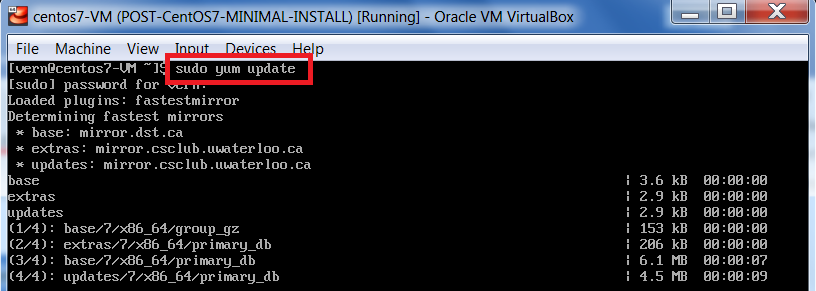 centos7-VM (POST-CentOS7-MINIMAL-INSTALL) [Running] - Oracle VM VirtualBox
File Machine View Input Devices Help
[vern@centos7-VM ~]$ sudo yum update
[sudo] password for vern:
Loaded plugins: fastestmirror
Determining fastest mirrors
* base: mirror.dst.ca
* extras: mirror.csclub.uwaterloo.ca
* updates: mirror.csclub.uwaterloo.ca
base | 3.6 kB 00:00:00
extras | 2.9 kB 00:00:00
updates | 2.9 kB 00:00:00
(1/4): base/7/x86_64/group_gz | 153 kB 00:00:00
(2/4): extras/7/x86_64/primary_db | 206 kB 00:00:00
(3/4): base/7/x86_64/primary_db | 6.1 MB 00:00:07
(4/4): updates/7/x86_64/primary_db | 4.5 MB 00:00:09